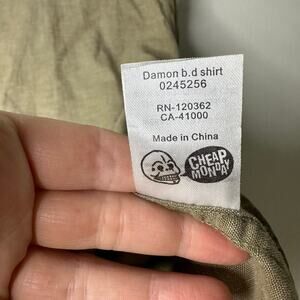 Damon b.d shirt
0245256
RN-120362
CA-41000
Made in China
CHEAP
MONDAY